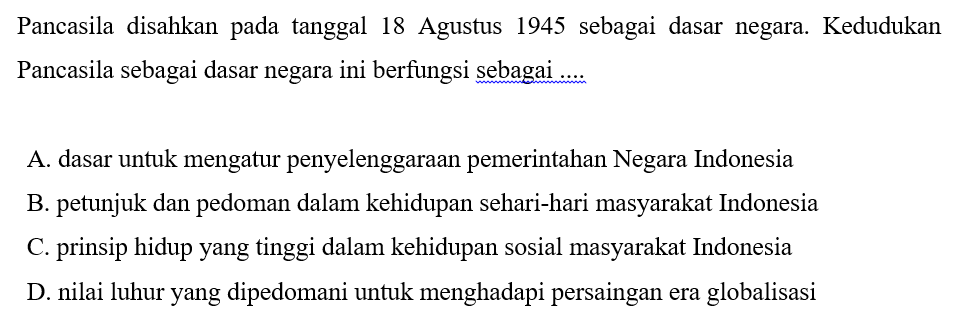 Pancasila disahkan pada tanggal 18 Agustus 1945 sebagai dasar negara. Kedudukan
Pancasila sebagai dasar negara ini berfungsi sebagai ....
A. dasar untuk mengatur penyelenggaraan pemerintahan Negara Indonesia
B. petunjuk dan pedoman dalam kehidupan sehari-hari masyarakat Indonesia
C. prinsip hidup yang tinggi dalam kehidupan sosial masyarakat Indonesia
D. nilai luhur yang dipedomani untuk menghadapi persaingan era globalisasi